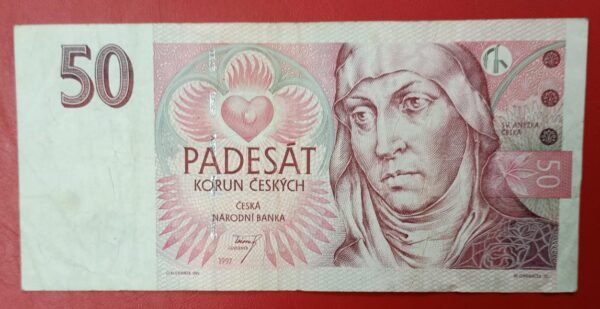 50
SV. ANEŽKA
ČESKÁ
PADESÁT
KORUN ČESKÝCH
ČESKÁ
NÁRODNÍ BANKA
1997
50